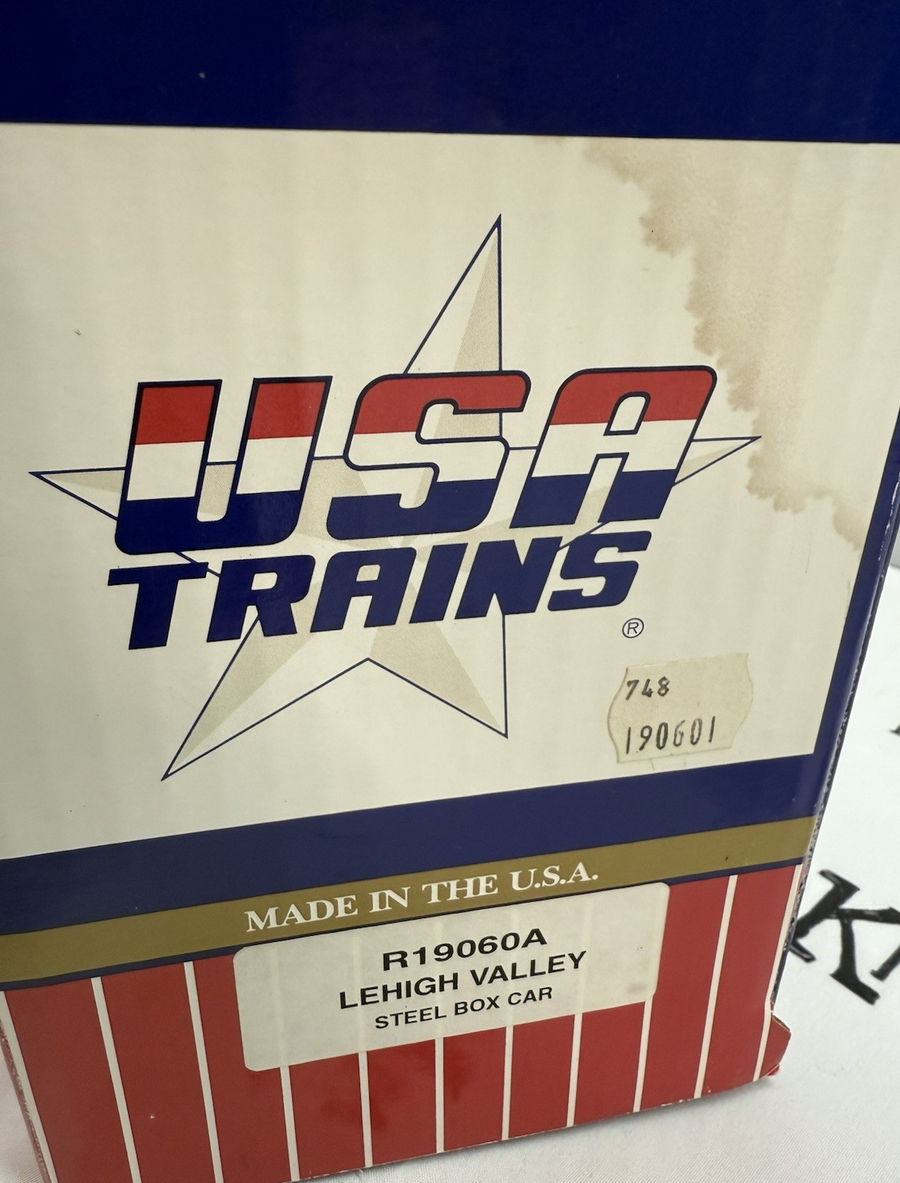 USA
TRAINS
®
748
190601
MADE IN THE U.S.A.
R19060A
LEHIGH VALLEY
STEEL BOX CAR